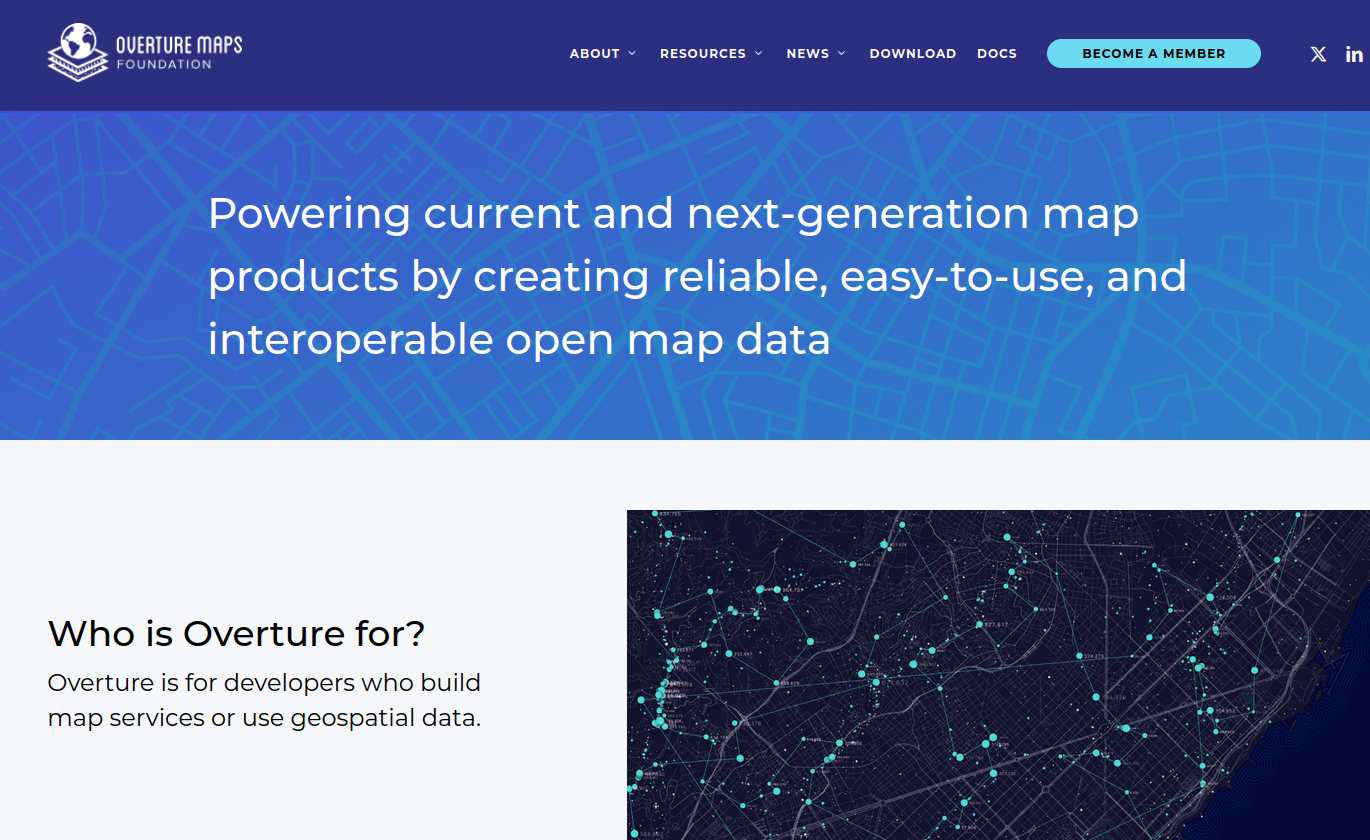 OVERTURE MAPS
FOUNDATION
ABOUT
RESOURCES
NEWS
DOWNLOAD
DOCS
BECOME A MEMBER
Powering current and next-generation map
products by creating reliable, easy-to-use, and
interoperable open map data
Who is Overture for?
Overture is for developers who build
map services or use geospatial data.